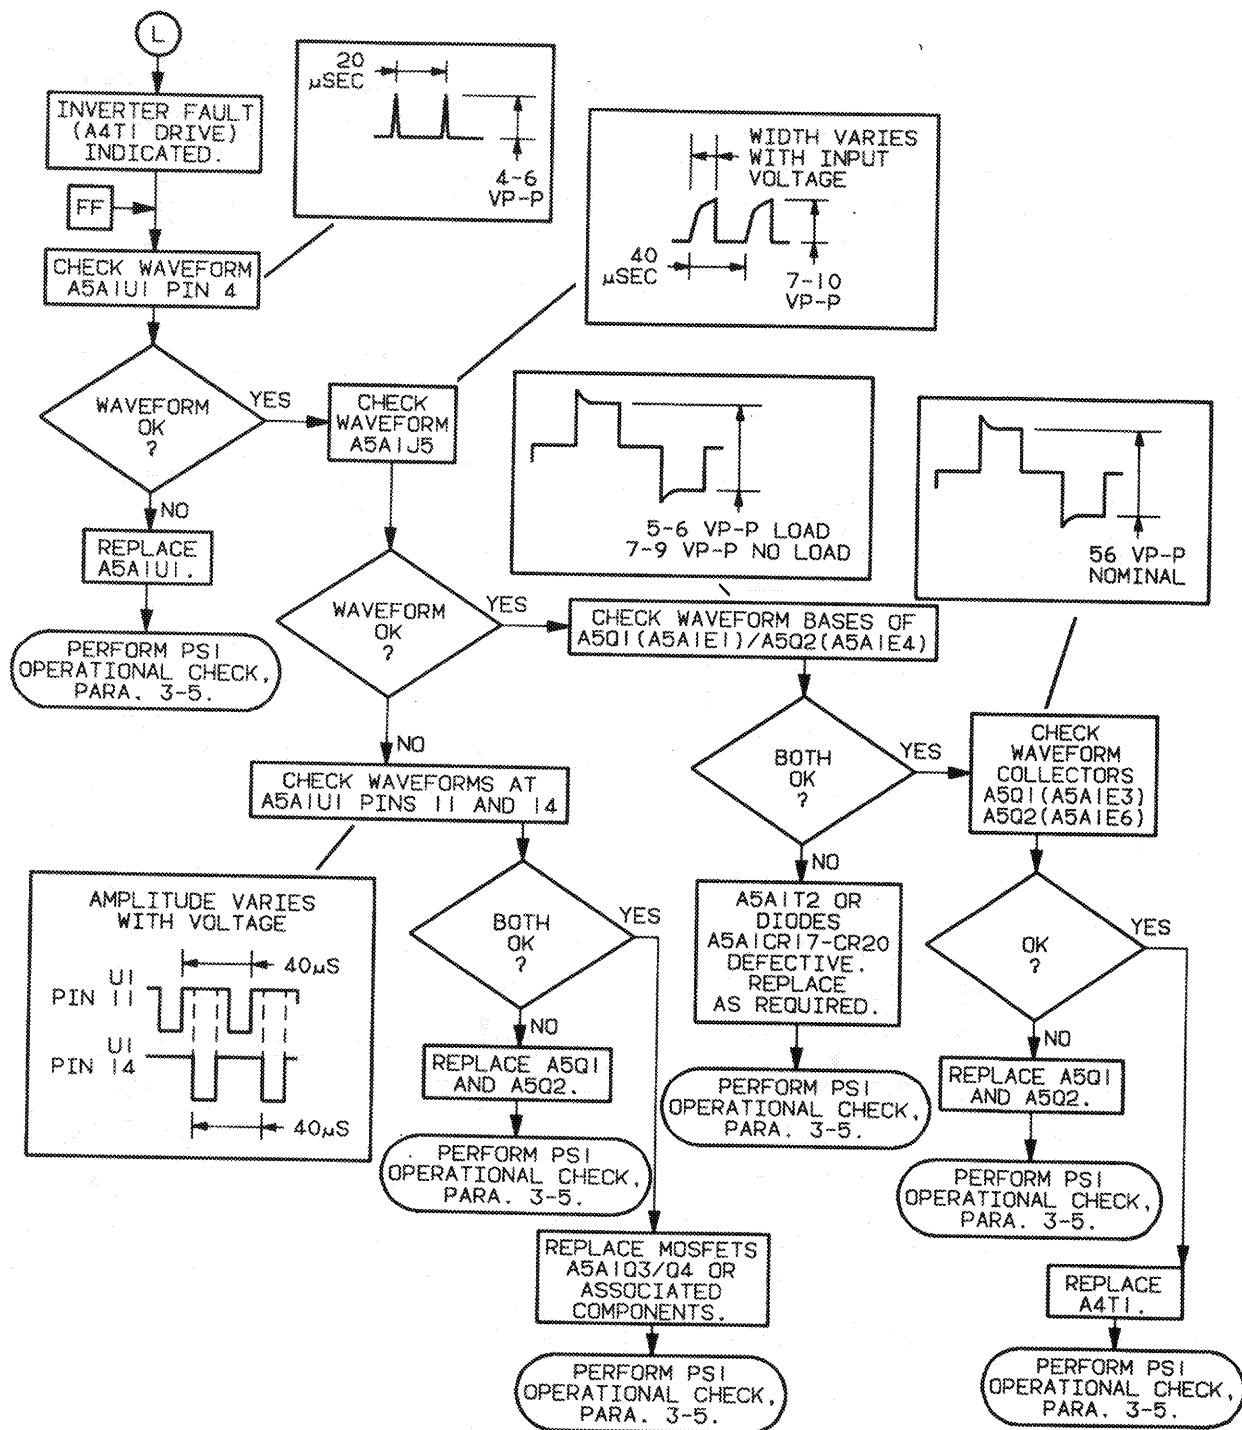 L
INVERTER FAULT
(A4T1 DRIVE)
INDICATED.
FF
CHECK WAVEFORM
A5A1U1 PIN 4
20
μSEC
4-6
VP-P
WIDTH VARIES
WITH INPUT
VOLTAGE
40
μSEC
7-10
VP-P
WAVEFORM
OK
?
YES
NO
CHECK
WAVEFORM
A5A1J5
5-6 VP-P LOAD
7-9 VP-P NO LOAD
56 VP-P
NOMINAL
REPLACE
A5A1U1.
PERFORM PS1
OPERATIONAL CHECK,
PARA. 3-5.
WAVEFORM
OK
?
YES
NO
CHECK WAVEFORM BASES OF
A5Q1(A5A1E1)/A5Q2(A5A1E4)
BOTH
OK
?
YES
NO
CHECK
WAVEFORM
COLLECTORS
A5Q1(A5A1E3)
A5Q2(A5A1E6)
CHECK WAVEFORMS AT
A5A1U1 PINS 11 AND 14
AMPLITUDE VARIES
WITH VOLTAGE
40μS
U1
PIN 11
U1
PIN 14
40μS
BOTH
OK
?
YES
NO
A5A1T2 OR
DIODES
A5A1CR17-CR20
DEFECTIVE.
REPLACE
AS REQUIRED.
OK
?
YES
NO
REPLACE A5Q1
AND A5Q2.
PERFORM PS1
OPERATIONAL CHECK,
PARA. 3-5.
PERFORM PS1
OPERATIONAL CHECK,
PARA. 3-5.
REPLACE A5Q1
AND A5Q2.
PERFORM PS1
OPERATIONAL CHECK,
PARA. 3-5.
REPLACE MOSFETS
A5A1Q3/Q4 OR
ASSOCIATED
COMPONENTS.
PERFORM PS1
OPERATIONAL CHECK,
PARA. 3-5.
REPLACE
A4T1.
PERFORM PS1
OPERATIONAL CHECK,
PARA. 3-5.